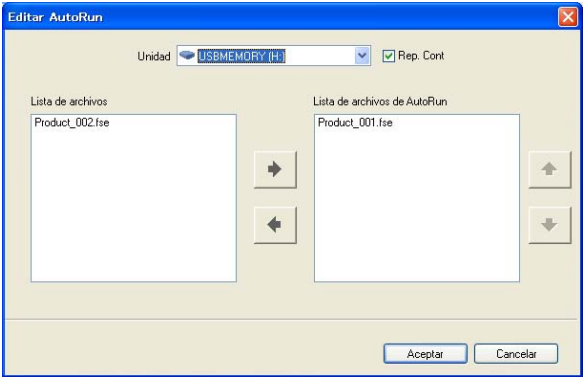 Editar AutoRun
Unidad USBMEMORY (H:) Rep. Cont
Lista de archivos
Product_002.fse
Lista de archivos de AutoRun
Product_001.fse
Aceptar Cancelar